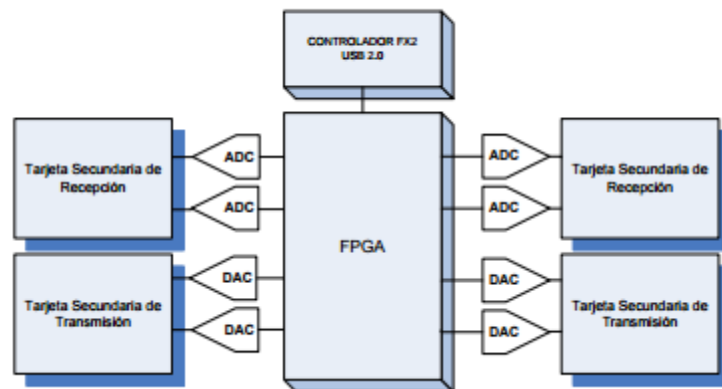 CONTROLADOR FX2
USB 2.0
Tarjeta Secundaria de
Recepción
ADC
ADC
Tarjeta Secundaria de
Transmisión
DAC
DAC
FPGA
ADC
ADC
Tarjeta Secundaria de
Recepción
DAC
DAC
Tarjeta Secundaria de
Transmisión